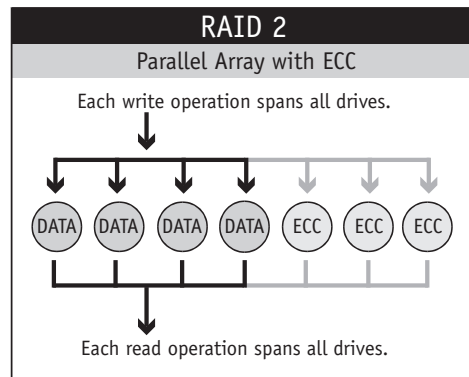 RAID 2
Parallel Array with ECC
Each write operation spans all drives.
DATA DATA DATA DATA ECC ECC ECC
Each read operation spans all drives.